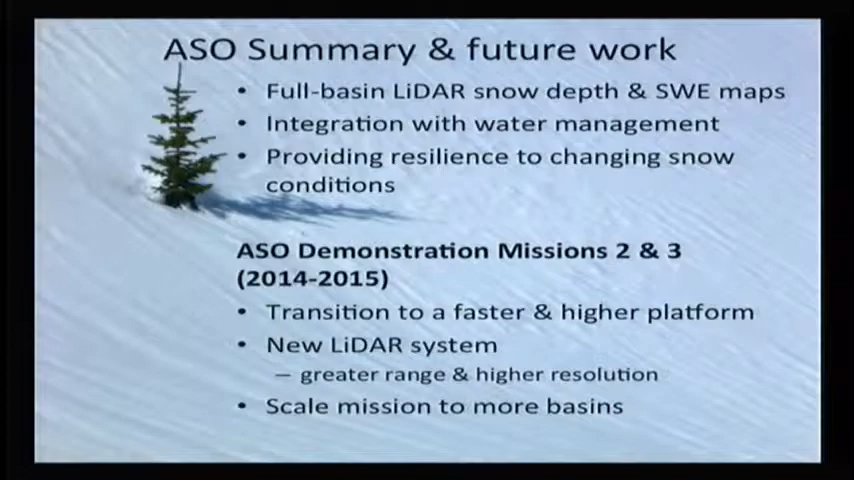 ASO Summary & future work
• Full-basin LiDAR snow depth & SWE maps
• Integration with water management
• Providing resilience to changing snow
conditions
ASO Demonstration Missions 2 & 3
(2014-2015)
• Transition to a faster & higher platform
• New LiDAR system
– greater range & higher resolution
• Scale mission to more basins